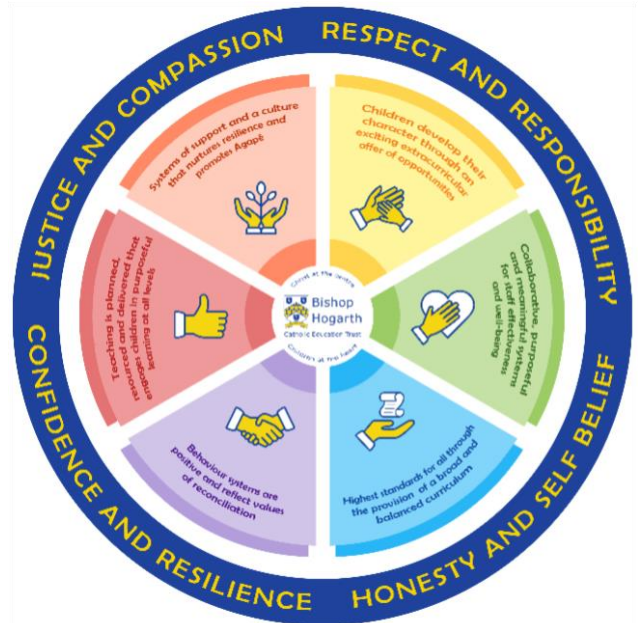 JUSTICE AND COMPASSION
RESPECT AND RESPONSIBILITY
HONESTY AND SELF BELIEF
CONFIDENCE AND RESILIENCE
Systems of support and a culture
that nurtures resilience and
promotes Agapé
Children develop their
character through an
exciting extracurricular
offer of opportunities
Collaborative, purposeful
and meaningful systems
for staff effectiveness
and well-being
Highest standards for all through
the provision of a broad and
balanced curriculum
Behaviour systems are
positive and reflect values
of reconciliation
Teaching is planned,
resourced and delivered that
engages children in purposeful
learning at all levels
Christ at the centre
Bishop
Hogarth
Catholic Education Trust
Children at the heart